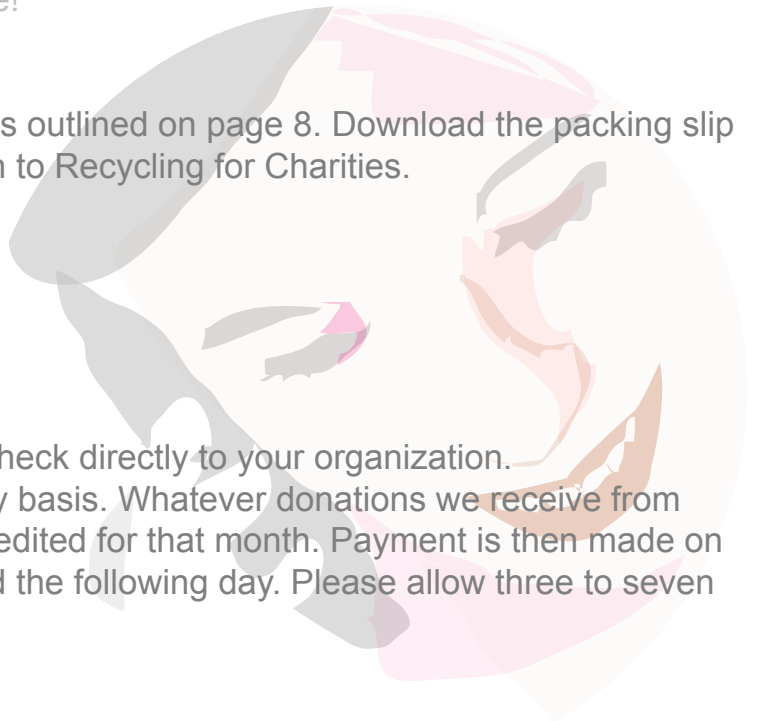 e!
s outlined on page 8. Download the packing slip
n to Recycling for Charities.
heck directly to your organization.
y basis. Whatever donations we receive from
edited for that month. Payment is then made on
d the following day. Please allow three to seven